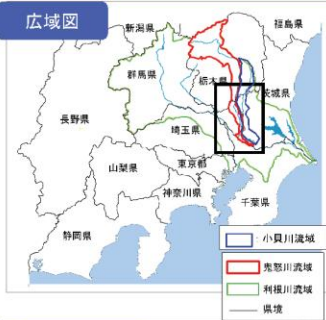 広域図
新潟県
福島県
群馬県
栃木県
茨城県
長野県
埼玉県
山梨県
東京都
神奈川県
千葉県
静岡県
小貝川流域
鬼怒川流域
利根川流域
県境